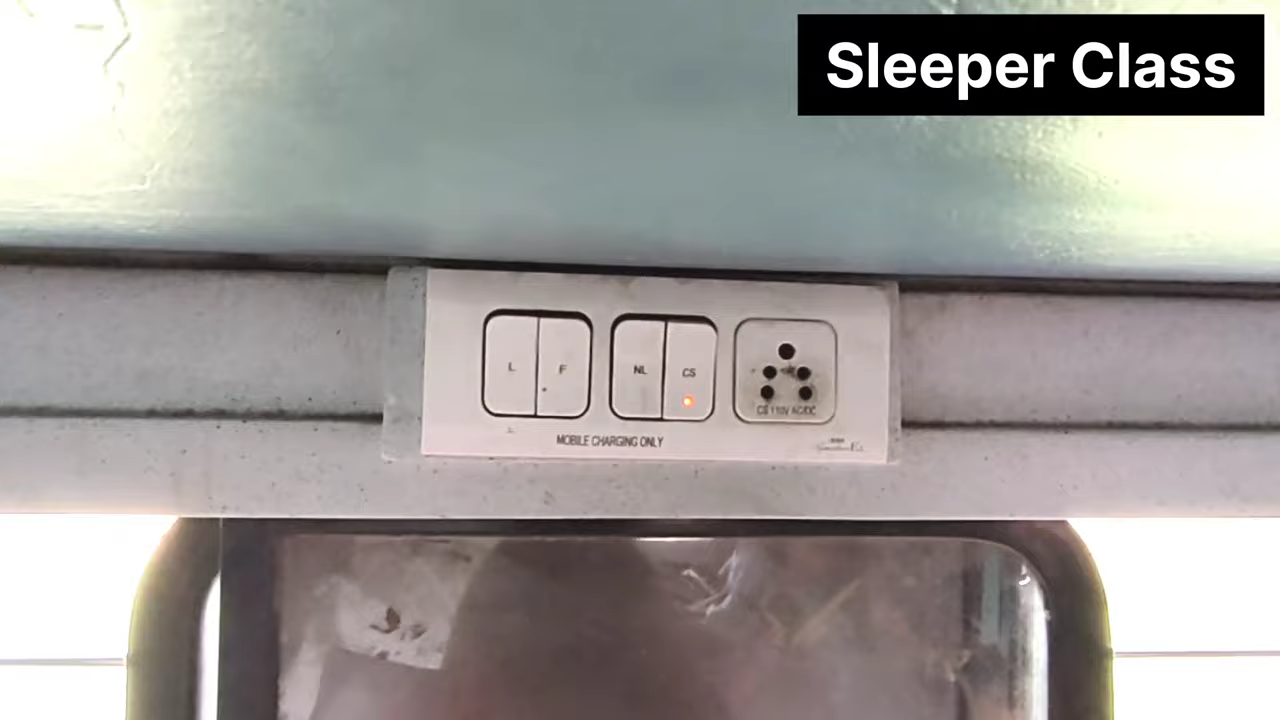 Sleeper Class
L F NL CS
CS 110V AC/DC
MOBILE CHARGING ONLY